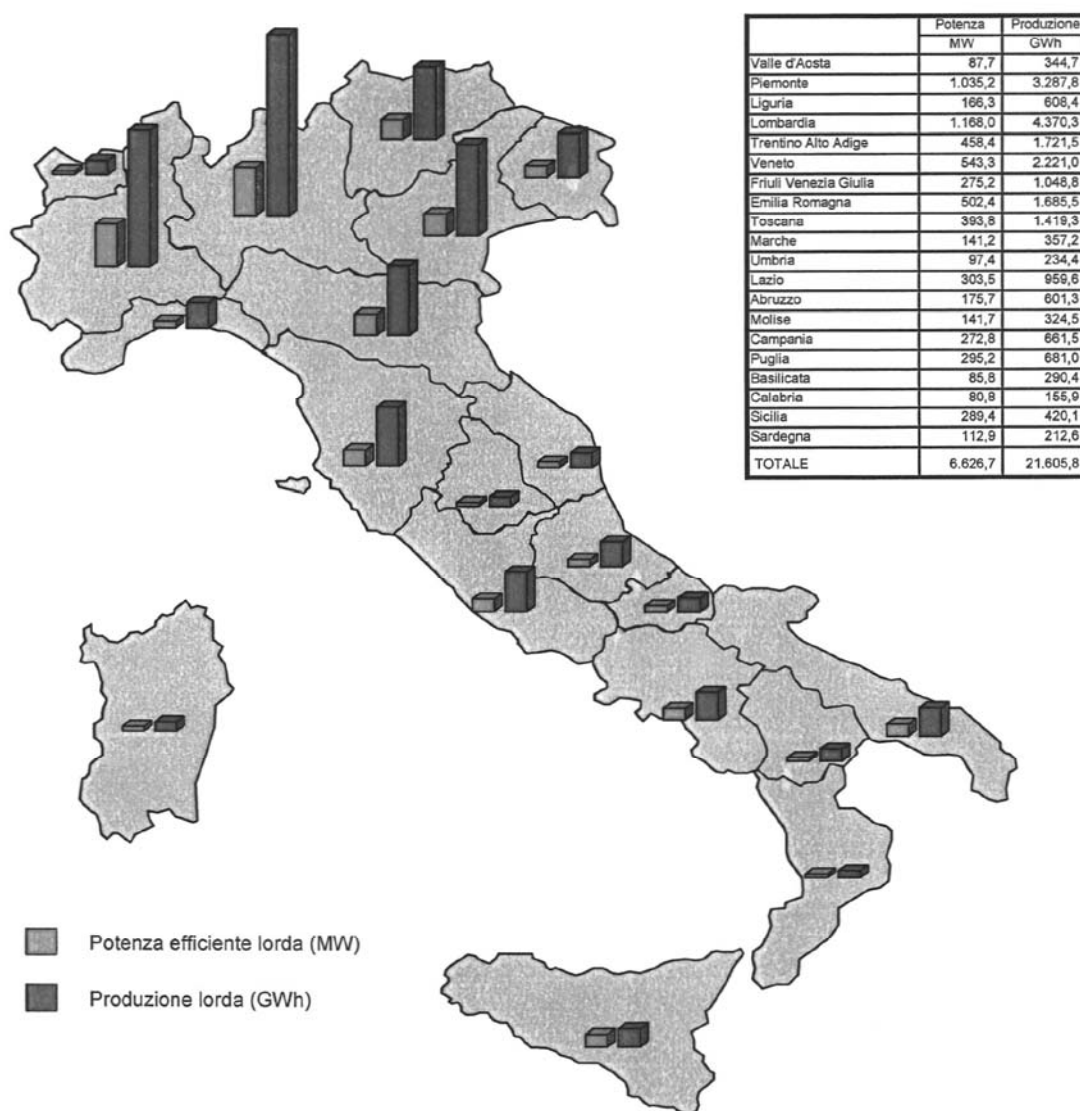 Potenza Produzione
MW GWh
Valle d'Aosta 87,7 344,7
Piemonte 1.035,2 3.287,8
Liguria 166,3 608,4
Lombardia 1.168,0 4.370,3
Trentino Alto Adige 458,4 1.721,5
Veneto 543,3 2.221,0
Friuli Venezia Giulia 275,2 1.048,8
Emilia Romagna 502,4 1.685,5
Toscana 393,8 1.419,3
Marche 141,2 357,2
Umbria 97,4 234,4
Lazio 303,5 959,6
Abruzzo 175,7 601,3
Molise 141,7 324,5
Campania 272,8 661,5
Puglia 295,2 681,0
Basilicata 85,8 290,4
Calabria 80,8 155,9
Sicilia 289,4 420,1
Sardegna 112,9 212,6
TOTALE 6.626,7 21.605,8
Potenza efficiente lorda (MW)
Produzione lorda (GWh)